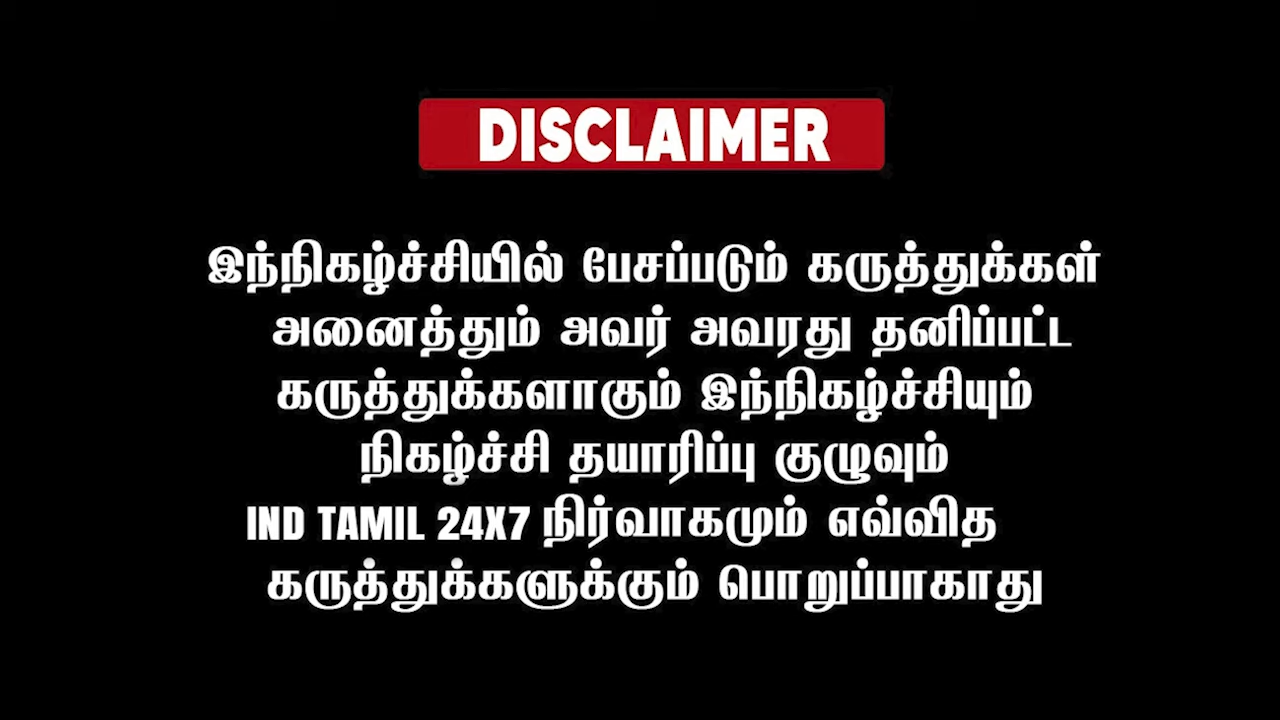 DISCLAIMER
இந்நிகழ்ச்சியில் பேசப்படும் கருத்துக்கள்
அனைத்தும் அவர் அவரது தனிப்பட்ட
கருத்துக்களாகும் இந்நிகழ்ச்சியும்
நிகழ்ச்சி தயாரிப்பு குழுவும்
IND TAMIL 24X7 நிர்வாகமும் எவ்வித
கருத்துக்களுக்கும் பொறுப்பாகாது